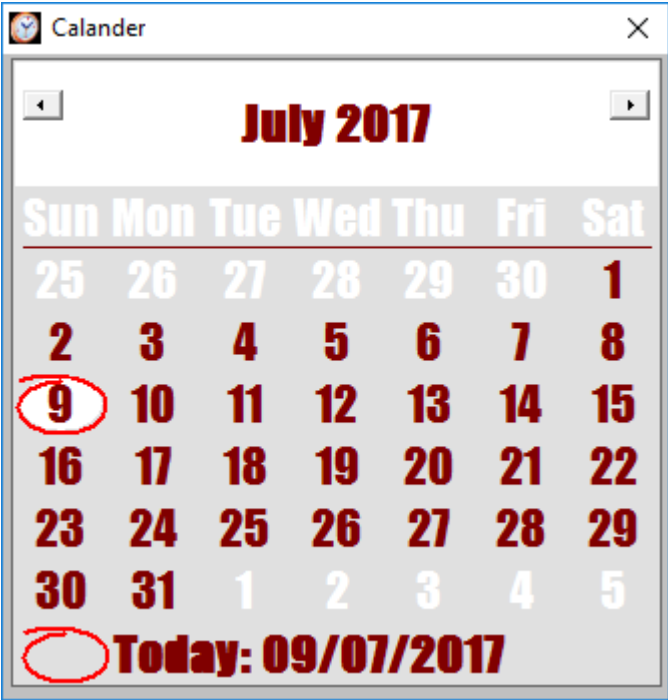 Calander
July 2017
Sun Mon Tue Wed Thu Fri Sat
25 26 27 28 29 30 1
2 3 4 5 6 7 8
9 10 11 12 13 14 15
16 17 18 19 20 21 22
23 24 25 26 27 28 29
30 31 1 2 3 4 5
Today: 09/07/2017